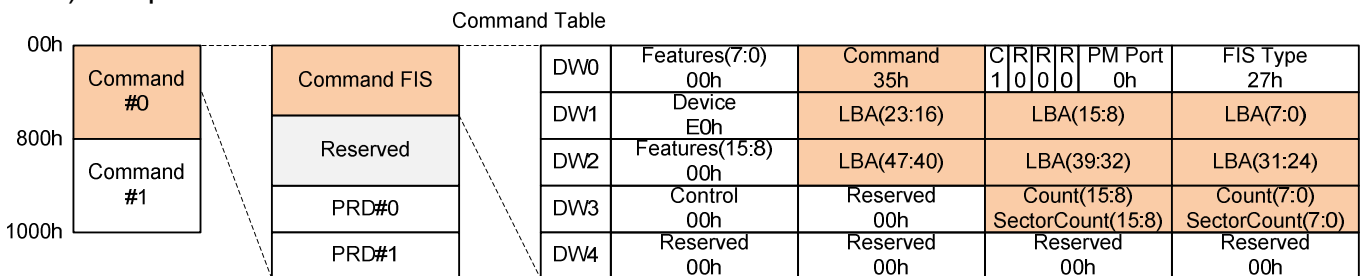 Command Table
00h
Command
#0
800h
Command
#1
1000h
Command FIS
Reserved
PRD#0
PRD#1
DW0
Features(7:0)
00h
Command
35h
C R R R PM Port
1 0 0 0 0h
FIS Type
27h
DW1
Device
E0h
LBA(23:16)
LBA(15:8)
LBA(7:0)
DW2
Features(15:8)
00h
LBA(47:40)
LBA(39:32)
LBA(31:24)
DW3
Control
00h
Reserved
00h
Count(15:8)
SectorCount(15:8)
Count(7:0)
SectorCount(7:0)
DW4
Reserved
00h
Reserved
00h
Reserved
00h
Reserved
00h